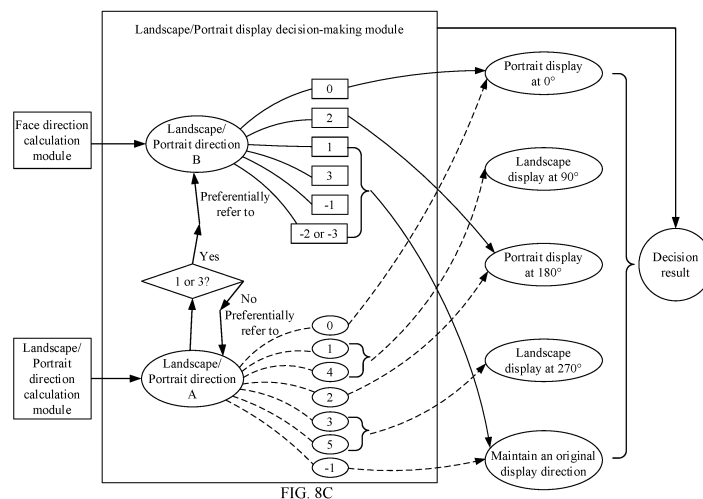 Landscape/Portrait display decision-making module
Face direction
calculation
module
Landscape/
Portrait direction
B
0
2
1
3
-1
-2 or -3
Preferentially
refer to
Yes
1 or 3?
No
Preferentially
refer to
Landscape/
Portrait
direction
calculation
module
Landscape/
Portrait direction
A
0
1
4
2
3
5
-1
Portrait display
at 0°
Landscape
display at 90°
Portrait display
at 180°
Landscape
display at 270°
Maintain an original
display direction
Decision
result
FIG. 8C